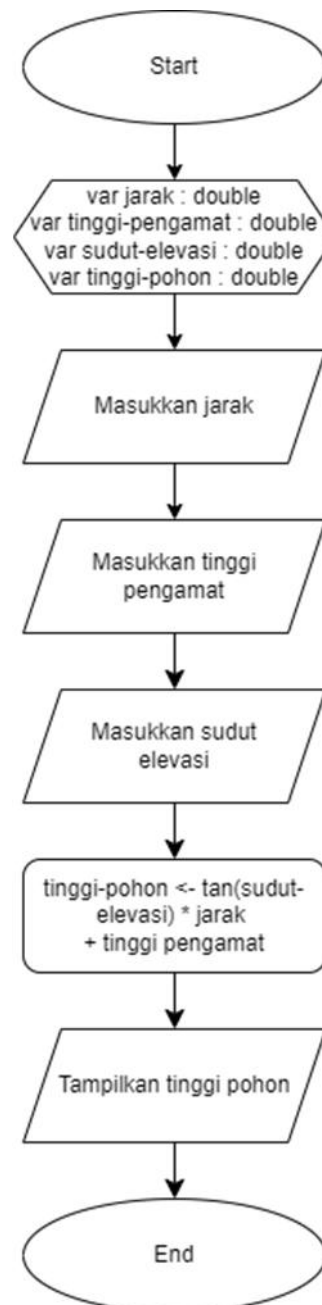 Start
var jarak : double
var tinggi-pengamat : double
var sudut-elevasi : double
var tinggi-pohon : double
Masukkan jarak
Masukkan tinggi
pengamat
Masukkan sudut
elevasi
tinggi-pohon <- tan(sudut-
elevasi) * jarak
+ tinggi pengamat
Tampilkan tinggi pohon
End